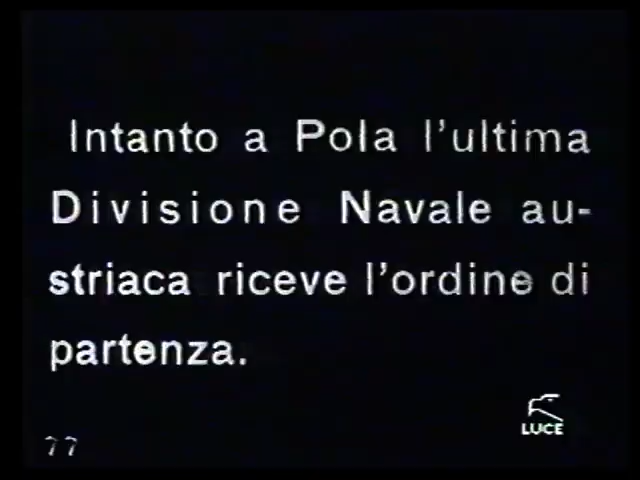 Intanto a Pola l'ultima
Divisione Navale au-
striaca riceve l'ordine di
partenza.
LUCE
77